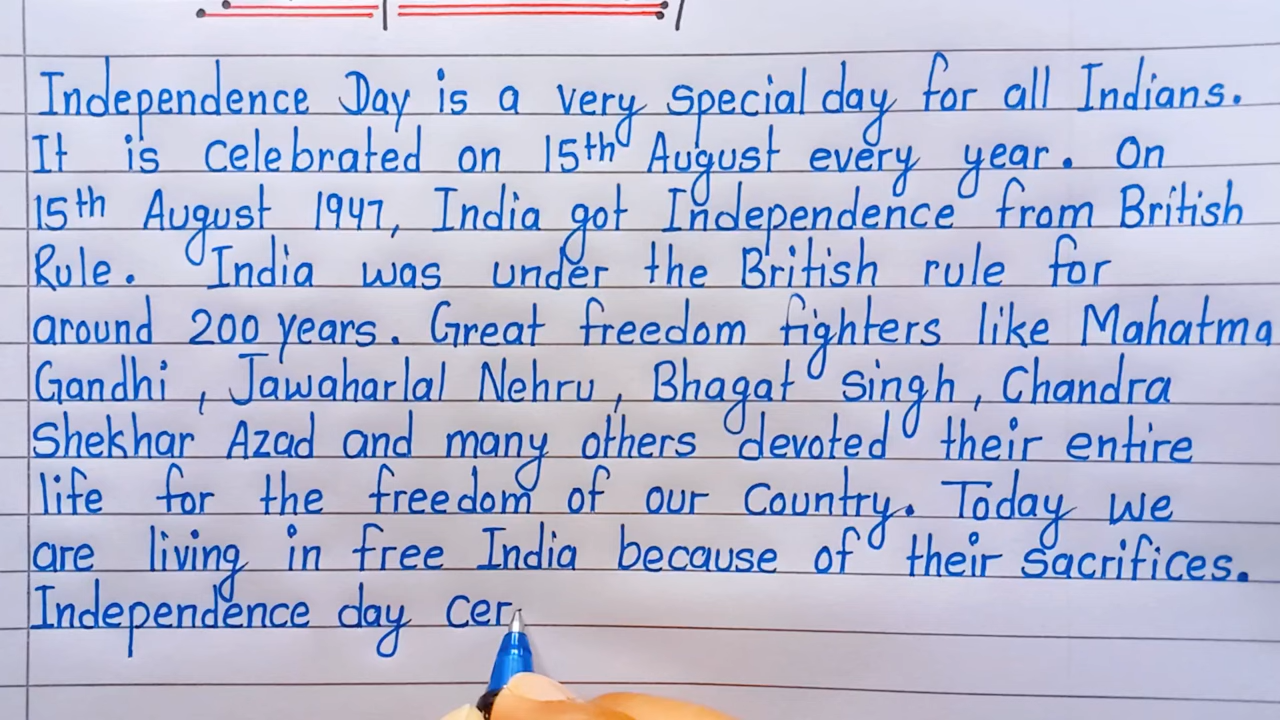 Independence Day is a very special day for all Indians.
It is celebrated on 15th August every year. On
15th August 1947, India got Independence from British
Rule. India was under the British rule for
around 200 years. Great freedom fighters like Mahatma
Gandhi, Jawaharlal Nehru, Bhagat Singh, Chandra
Shekhar Azad and many others devoted their entire
life for the freedom of our Country. Today we
are living in free India because of their sacrifices.
Independence day cer